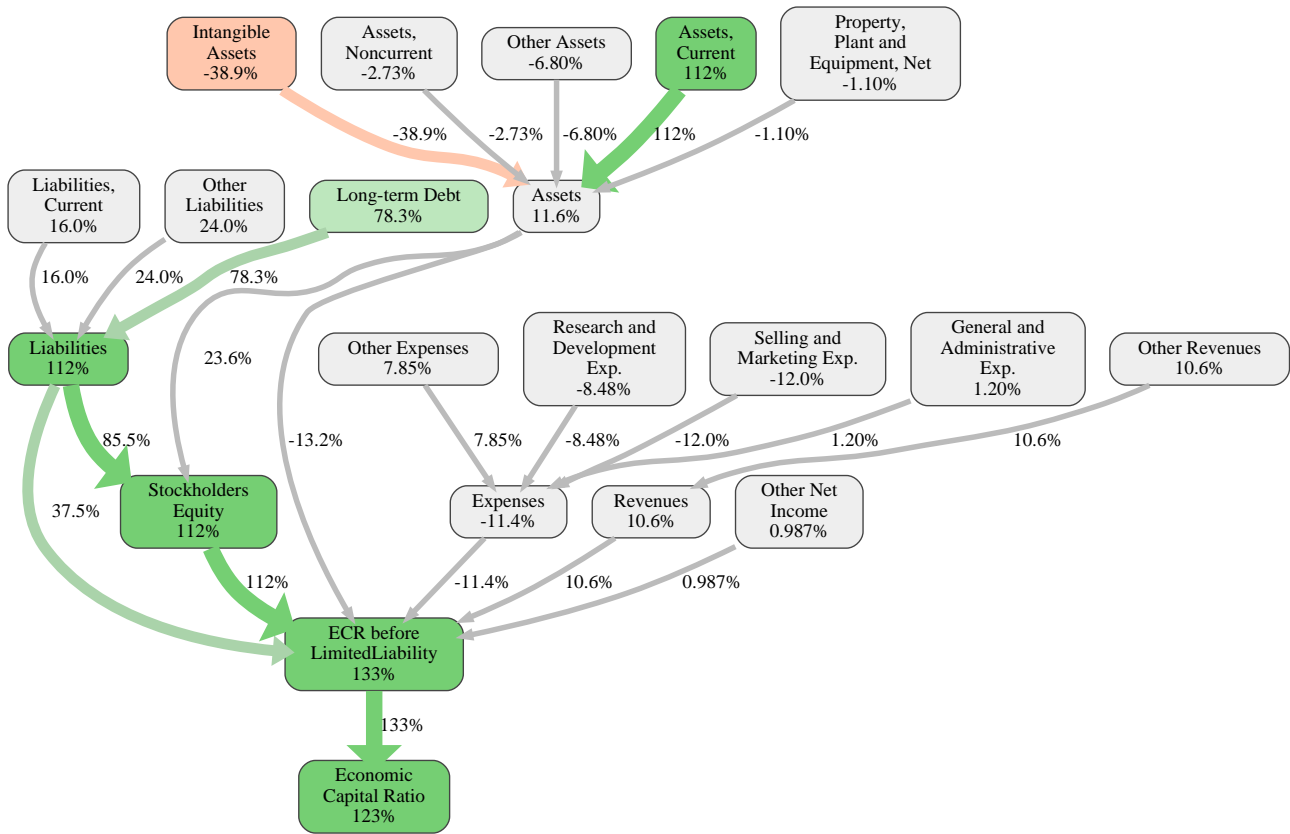 Intangible
Assets
-38.9%
Assets,
Noncurrent
-2.73%
Other Assets
-6.80%
Assets,
Current
112%
Property,
Plant and
Equipment, Net
-1.10%
-38.9%
-2.73%
-6.80%
112%
-1.10%
Liabilities,
Current
16.0%
Other
Liabilities
24.0%
Long-term Debt
78.3%
Assets
11.6%
16.0%
24.0%
78.3%
Liabilities
112%
23.6%
Other Expenses
7.85%
Research and
Development
Exp.
-8.48%
Selling and
Marketing Exp.
-12.0%
General and
Administrative
Exp.
1.20%
Other Revenues
10.6%
85.5%
-13.2%
7.85%
-8.48%
-12.0%
1.20%
10.6%
37.5%
Stockholders
Equity
112%
Expenses
-11.4%
Revenues
10.6%
Other Net
Income
0.987%
112%
-11.4%
10.6%
0.987%
ECR before
LimitedLiability
133%
133%
Economic
Capital Ratio
123%